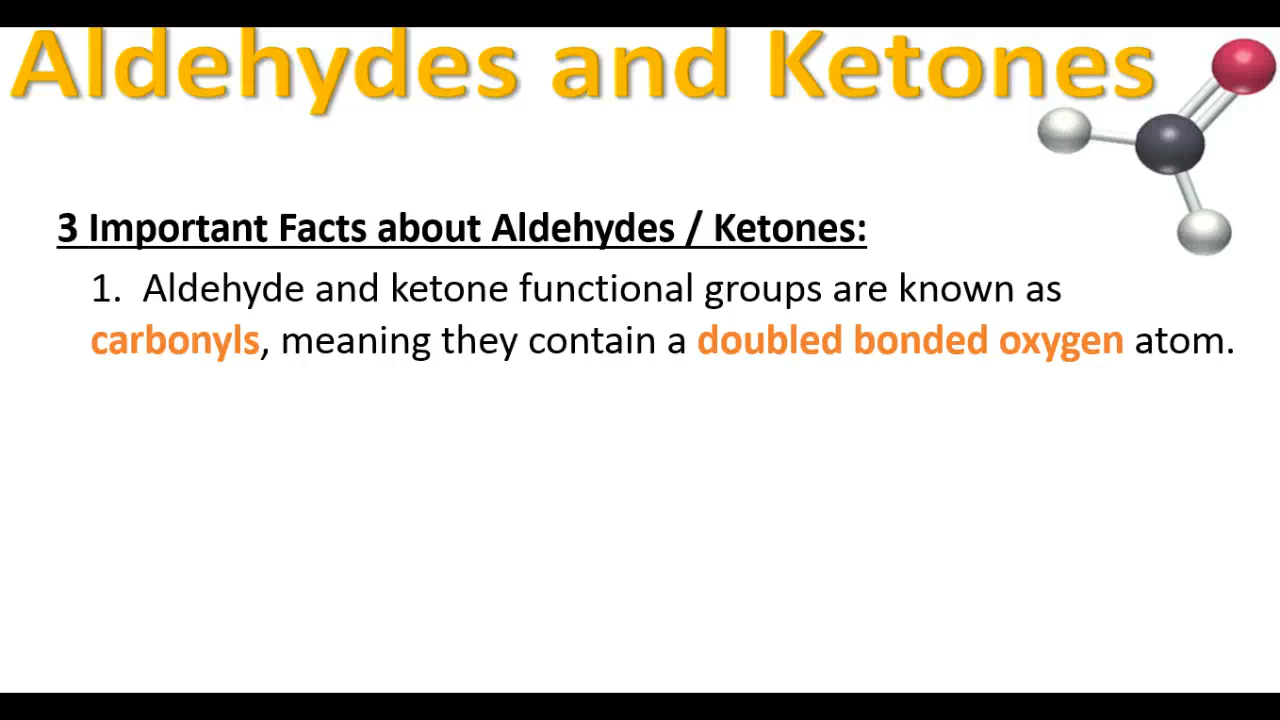 Aldehydes and Ketones
3 Important Facts about Aldehydes / Ketones:
1. Aldehyde and ketone functional groups are known as
carbonyls, meaning they contain a doubled bonded oxygen atom.